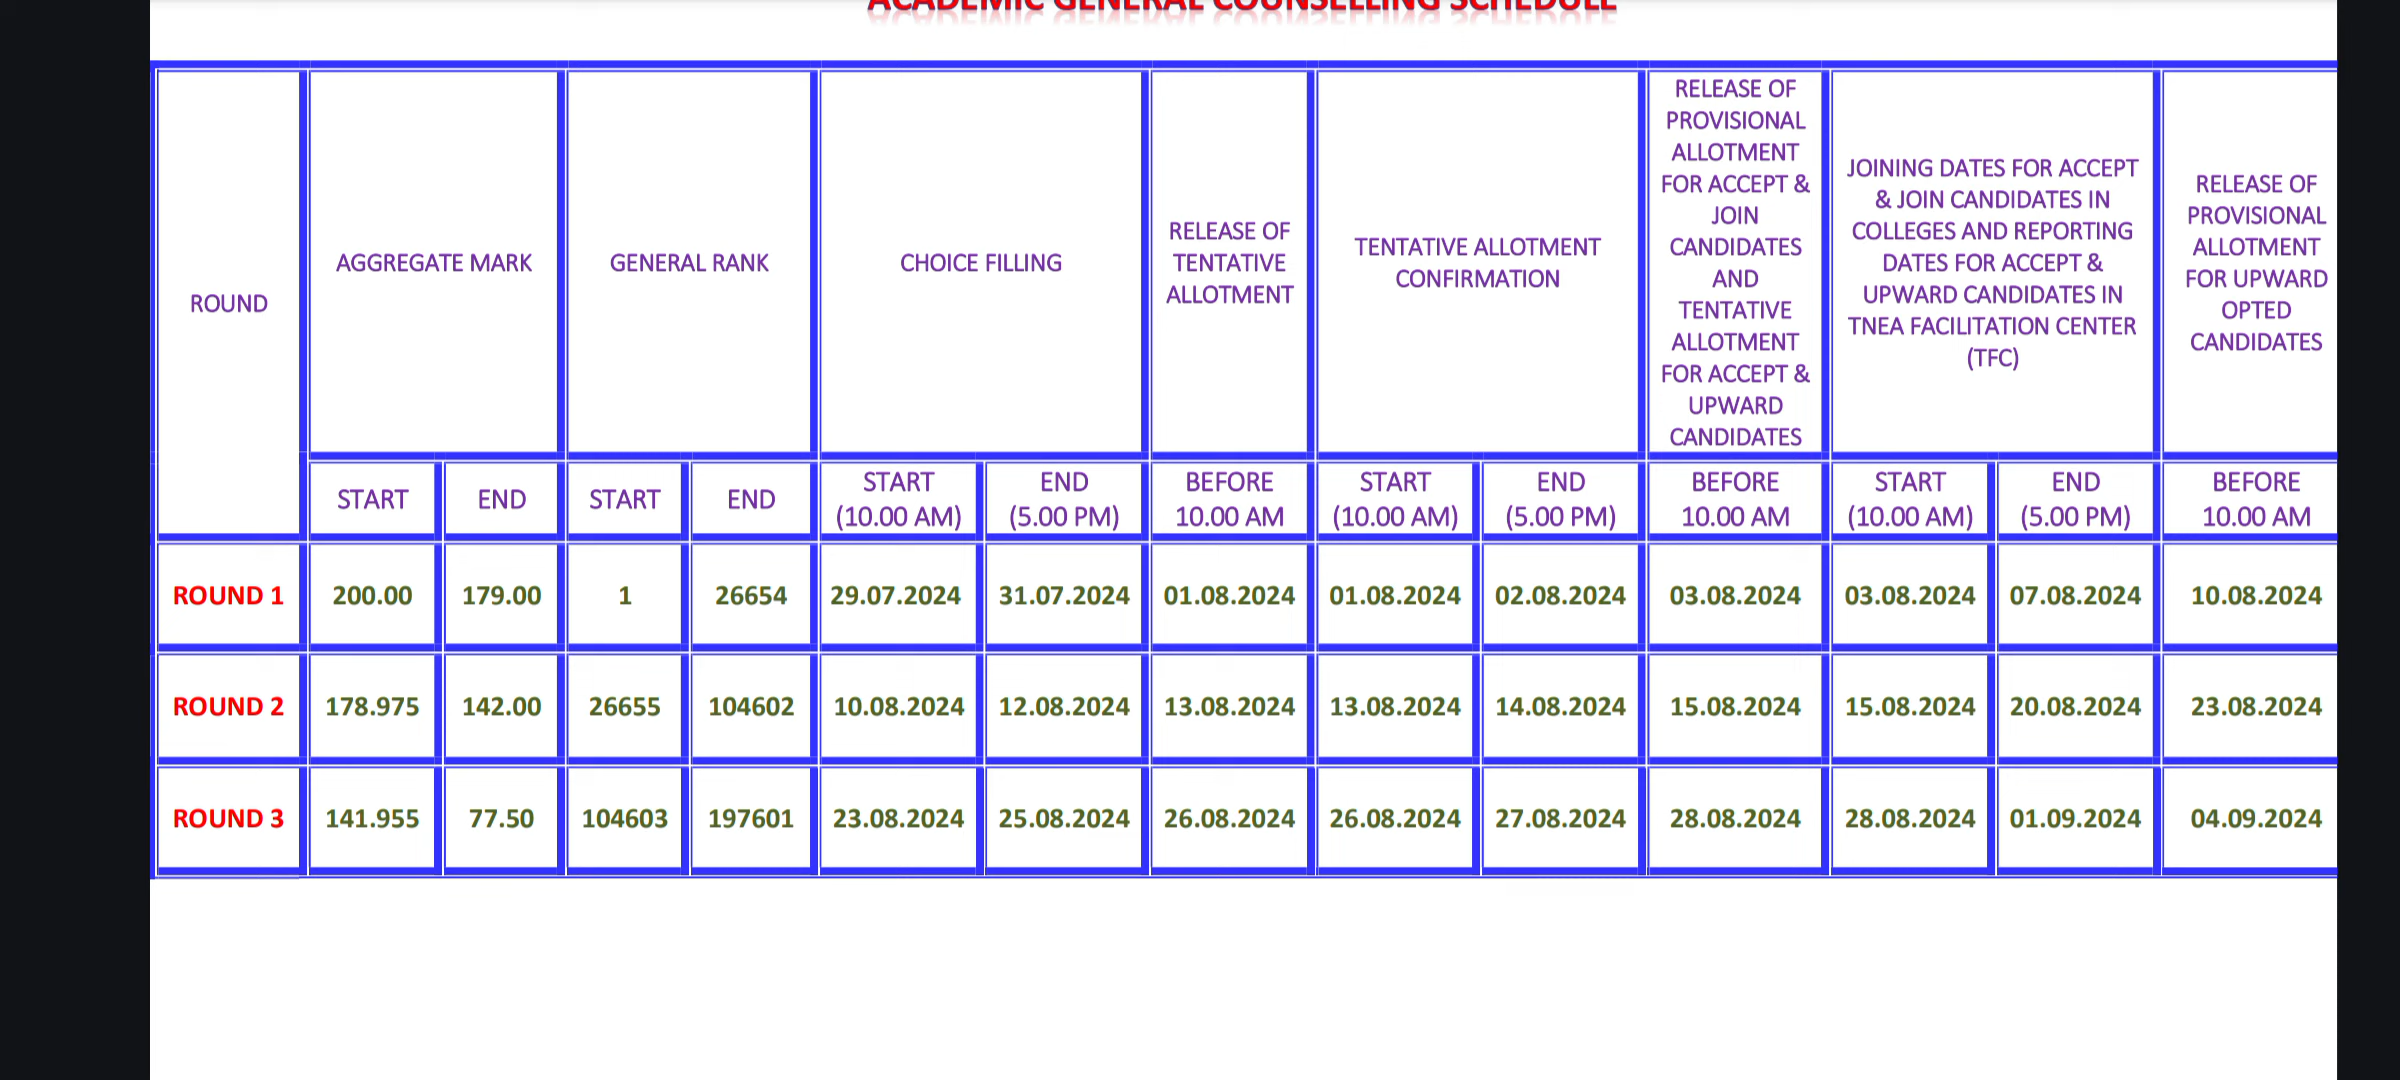 ACADEMIC GENERAL COUNSELLING SCHEDULE
ROUND
AGGREGATE MARK
GENERAL RANK
CHOICE FILLING
RELEASE OF
TENTATIVE
ALLOTMENT
TENTATIVE ALLOTMENT
CONFIRMATION
RELEASE OF
PROVISIONAL
ALLOTMENT
FOR ACCEPT &
JOIN
CANDIDATES
AND
TENTATIVE
ALLOTMENT
FOR ACCEPT &
UPWARD
CANDIDATES
JOINING DATES FOR ACCEPT
& JOIN CANDIDATES IN
COLLEGES AND REPORTING
DATES FOR ACCEPT &
UPWARD CANDIDATES IN
TNEA FACILITATION CENTER
(TFC)
RELEASE OF
PROVISIONAL
ALLOTMENT
FOR UPWARD
OPTED
CANDIDATES
START END START END START (10.00 AM) END (5.00 PM) BEFORE 10.00 AM START (10.00 AM) END (5.00 PM) BEFORE 10.00 AM START (10.00 AM) END (5.00 PM) BEFORE 10.00 AM
ROUND 1 200.00 179.00 1 26654 29.07.2024 31.07.2024 01.08.2024 01.08.2024 02.08.2024 03.08.2024 03.08.2024 07.08.2024 10.08.2024
ROUND 2 178.975 142.00 26655 104602 10.08.2024 12.08.2024 13.08.2024 13.08.2024 14.08.2024 15.08.2024 15.08.2024 20.08.2024 23.08.2024
ROUND 3 141.955 77.50 104603 197601 23.08.2024 25.08.2024 26.08.2024 26.08.2024 27.08.2024 28.08.2024 28.08.2024 01.09.2024 04.09.2024